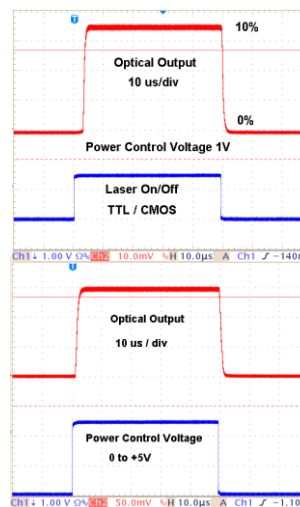 10%
Optical Output
10 us/div
0%
Power Control Voltage 1V
Laser On/Off
TTL / CMOS
Ch1↓ 1.00 V Ω% Ch2 10.0mV %H 10.0μs A Ch1 ∫ −140m
Optical Output
10 us / div
Power Control Voltage
0 to +5V
Ch1↓ 1.00 V Ω% Ch2 50.0mV %H 10.0μs A Ch1 ∫ −1.10